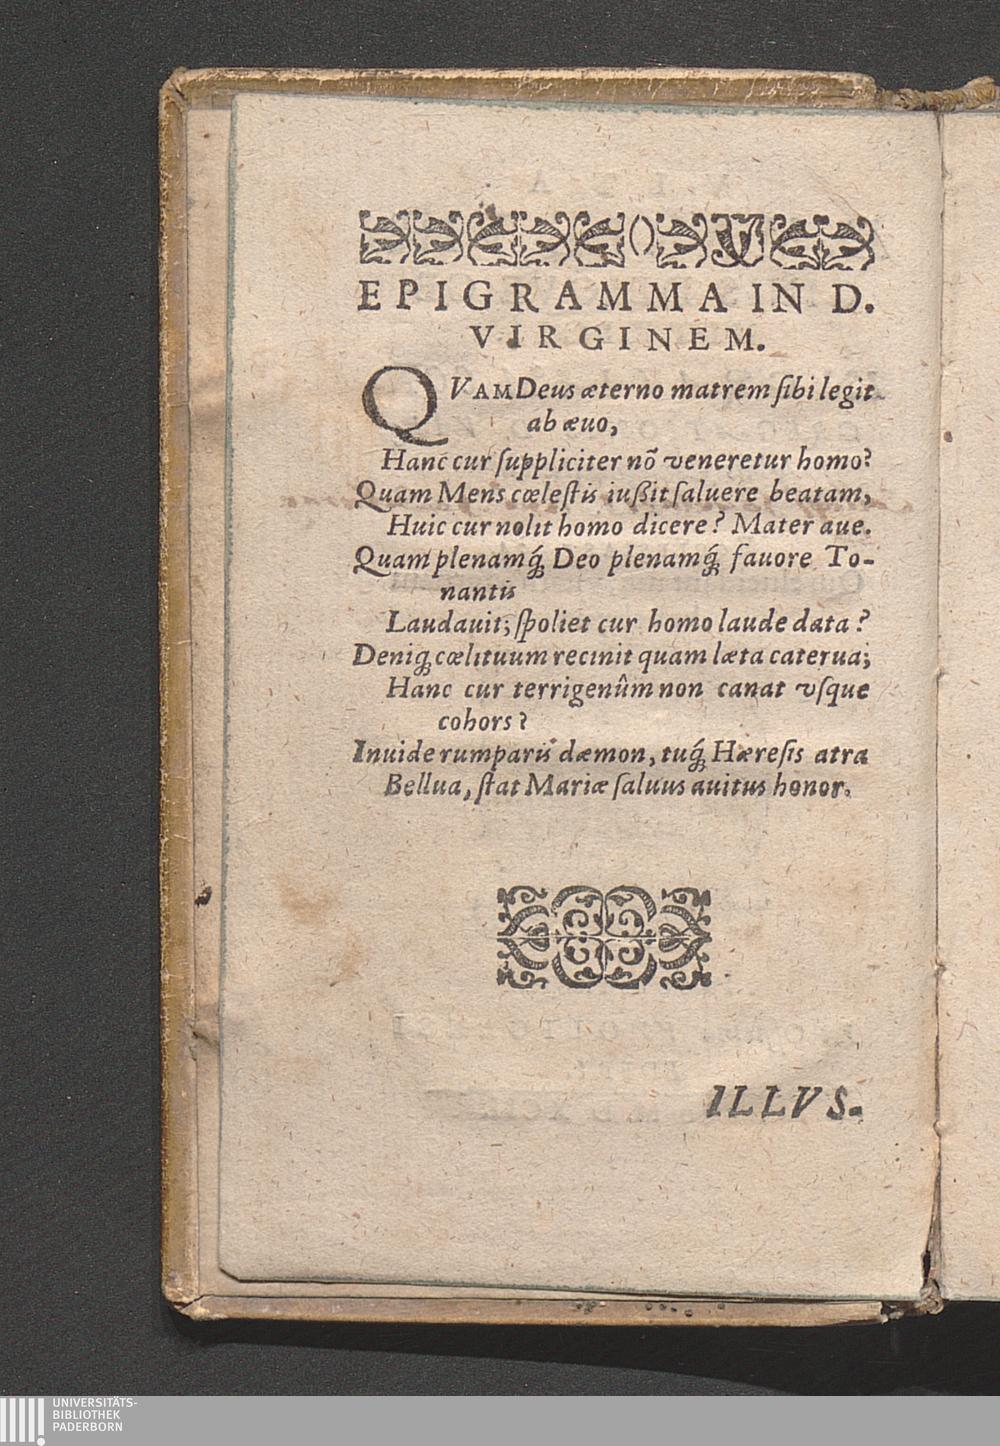 EPIGRAMMA IN D.
VIRGINEM.
QVAM Deus æterno matrem ſibi legit
ab æuo,
Hanc cur ſuppliciter nõ veneretur homo?
Quam Mens cœleſtis iußit ſaluere beatam,
Huic cur nolit homo dicere? Mater aue.
Quam plenamq́; Deo plenamq́; fauore To-
nantis
Laudauit; ſpoliet cur homo laude data?
Deniq; cœlituum recinit quam læta caterua;
Hanc cur terrigenûm non canat vſque
cohors?
Inuide rumparis dæmon, tuq́; Hæreſis atra
Bellua, ſtat Mariæ ſaluus auitus honor.
ILLVS-
UNIVERSITÄTS-
BIBLIOTHEK
PADERBORN